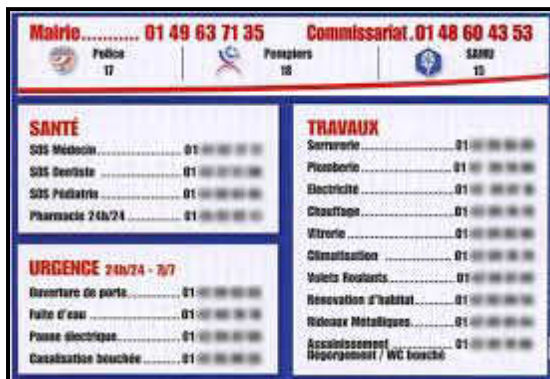 Mairie........... 01 49 63 71 35
Commissariat.01 48 60 43 53
Police
17
Pompiers
18
SAMU
15
SANTÉ
SOS Médecin.................01
SOS Dentiste .................01
SOS Pédiatrie.................01
Pharmacie 24h/24 ..............01
URGENCE 24h/24 - 7j/7
Ouverture de porte...........01
Fuite d'eau ....................01
Panne électrique..............01
Canalisation bouchée.......01
TRAVAUX
Serrurerie.......................01
Plomberie.......................01
Electricité.......................01
Chauffage.......................01
Vitrerie..........................01
Climatisation ..................01
Volets Roulants................01
Rénovation d'habitat.........01
Rideaux Métalliques.........01
Assainissement ...............01
Dégorgement / WC bouché